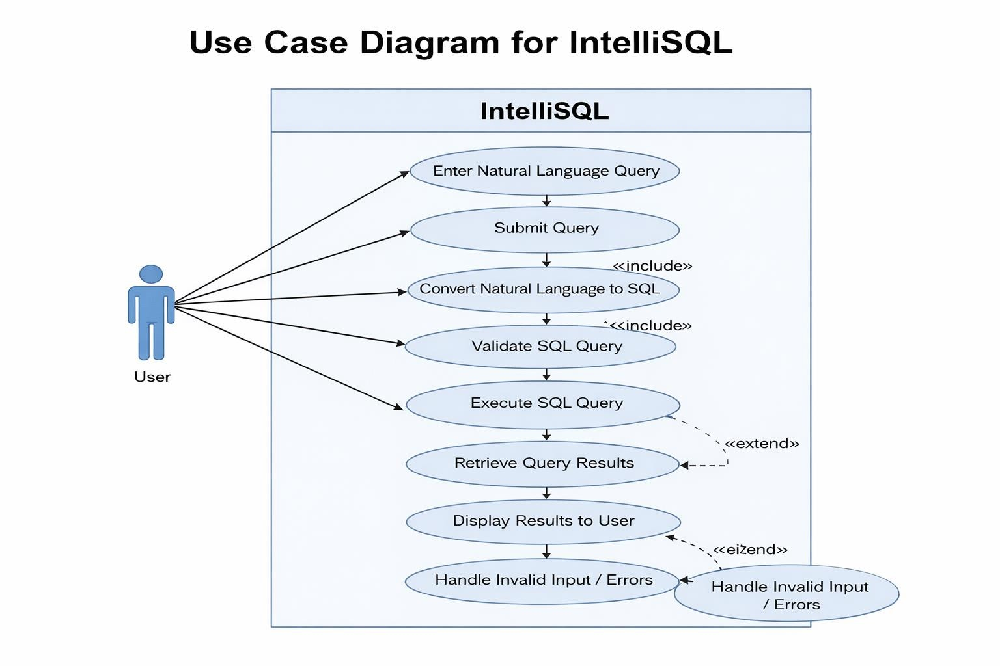 Use Case Diagram for IntelliSQL
IntelliSQL
Enter Natural Language Query
Submit Query
«include»
Convert Natural Language to SQL
<<include»
Validate SQL Query
User
Execute SQL Query
«extend»
Retrieve Query Results
Display Results to User
«eizend»
Handle Invalid Input / Errors
Handle Invalid Input
/ Errors